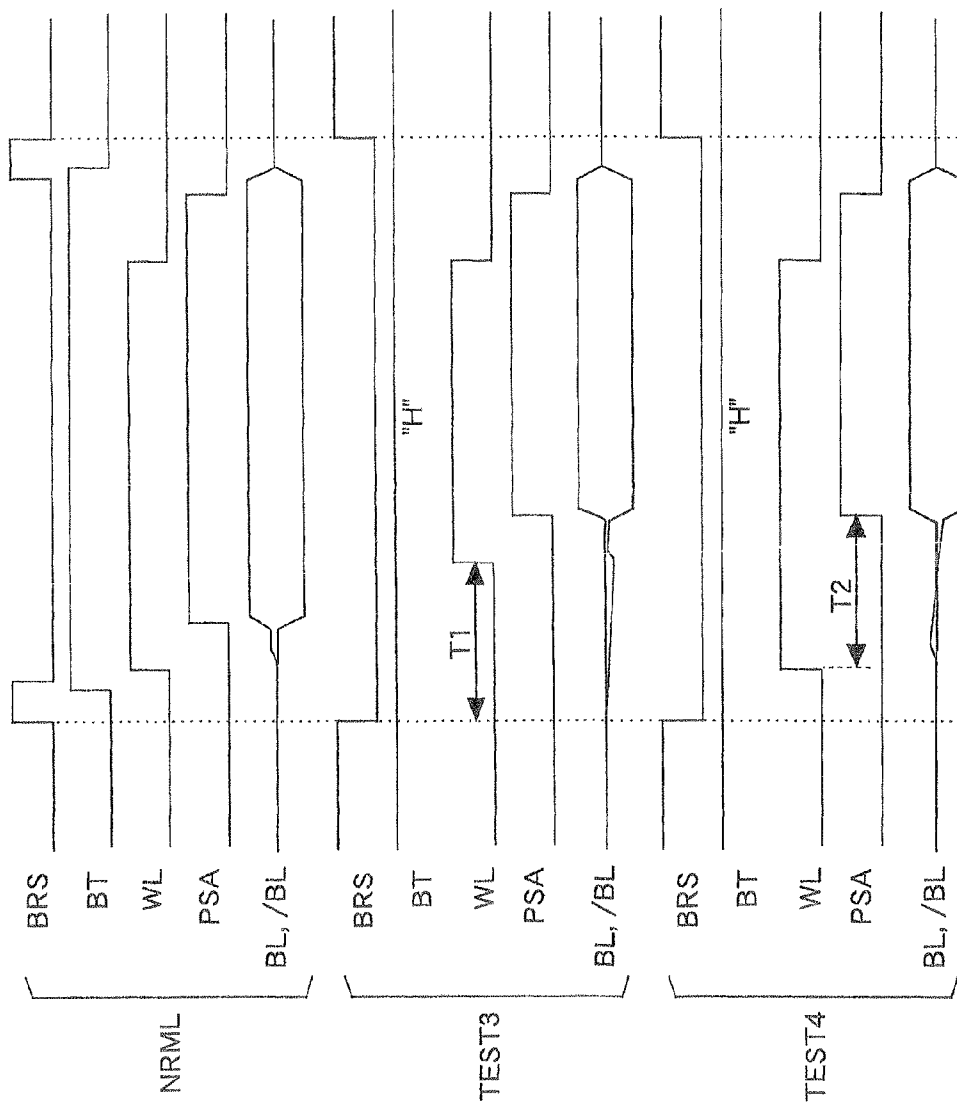 NRML
BRS
BT
WL
PSA
BL, /BL
TEST3
BRS
BT
"H"
WL
T1
PSA
BL, /BL
TEST4
BRS
BT
"H"
WL
T2
PSA
BL, /BL